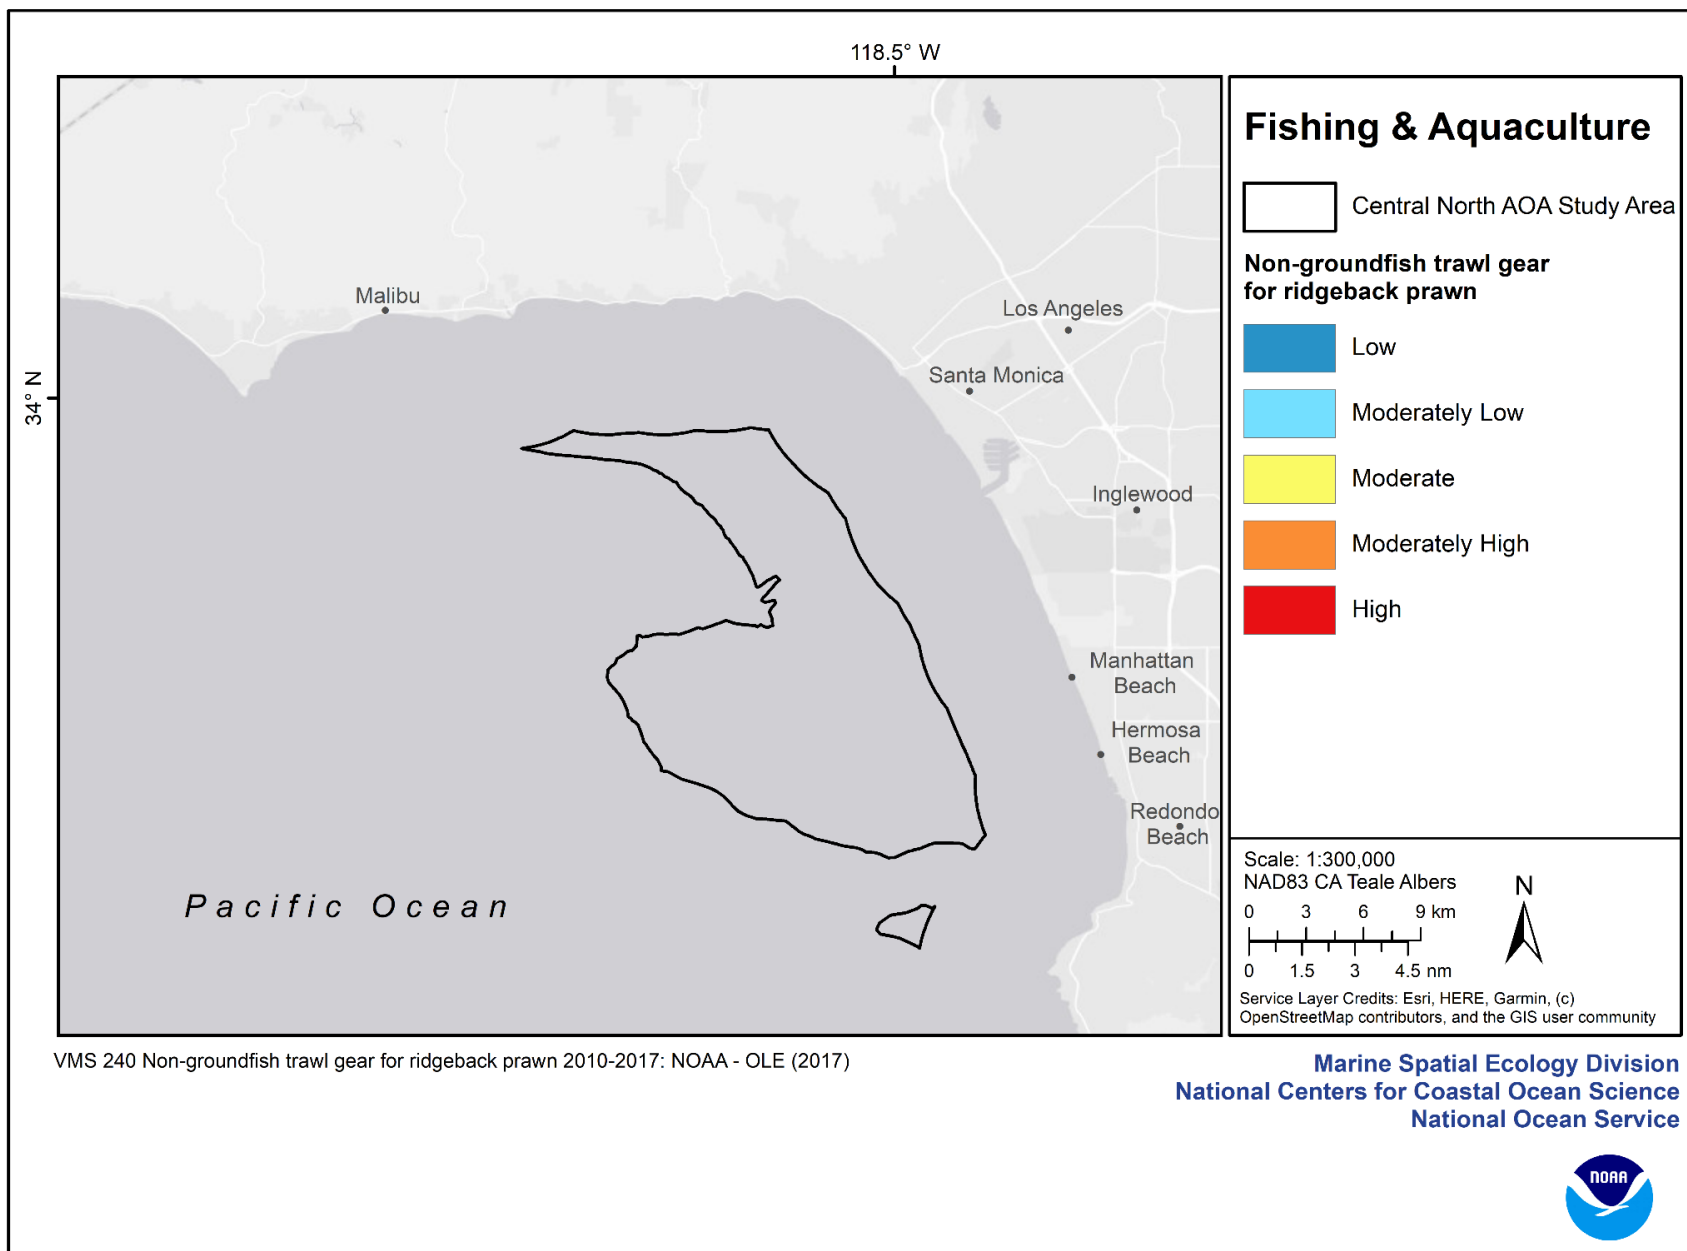 118.5° W
34° N
Malibu
Los Angeles
Santa Monica
Inglewood
Manhattan
Beach
Hermosa
Beach
Redondo
Beach
Pacific Ocean
Fishing & Aquaculture
Central North AOA Study Area
Non-groundfish trawl gear
for ridgeback prawn
Low
Moderately Low
Moderate
Moderately High
High
Scale: 1:300,000
NAD83 CA Teale Albers
0 3 6 9 km
0 1.5 3 4.5 nm
N
Service Layer Credits: Esri, HERE, Garmin, (c)
OpenStreetMap contributors, and the GIS user community
VMS 240 Non-groundfish trawl gear for ridgeback prawn 2010-2017: NOAA - OLE (2017)
Marine Spatial Ecology Division
National Centers for Coastal Ocean Science
National Ocean Service
NOAA